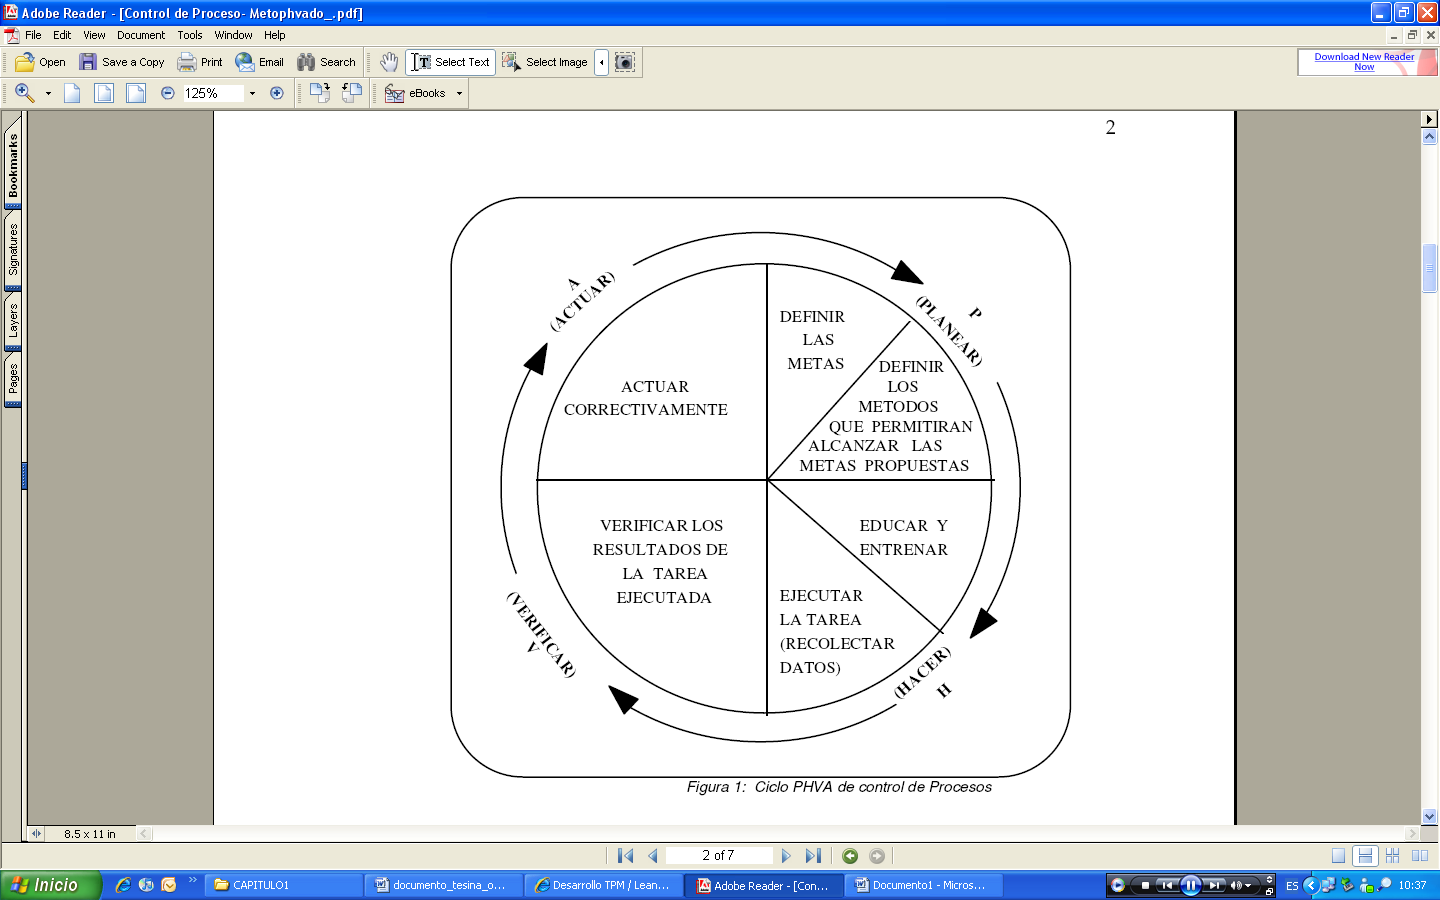 Adobe Reader - [Control de Proceso- Metophvado_.pdf]
File Edit View Document Tools Window Help
Open Save a Copy Print Email Search Select Text Select Image
Download New Reader
Now
125% eBooks
Bookmarks
Signatures
Layers
Pages
2
A
(ACTUAR)
P
(PLANEAR)
DEFINIR
LAS
METAS
DEFINIR
LOS
METODOS
QUE PERMITIRAN
ALCANZAR LAS
METAS PROPUESTAS
ACTUAR
CORRECTIVAMENTE
VERIFICAR LOS
RESULTADOS DE
LA TAREA
EJECUTADA
EDUCAR Y
ENTRENAR
EJECUTAR
LA TAREA
(RECOLECTAR
DATOS)
(VERIFICAR)
V
(HACER)
H
Figura 1: Ciclo PHVA de control de Procesos
8.5 x 11 in
2 of 7
Inicio
CAPITULO1
documento_tesina_o...
Desarrollo TPM / Lean...
Adobe Reader - [Con...
Documento1 - Micros...
ES
10:37